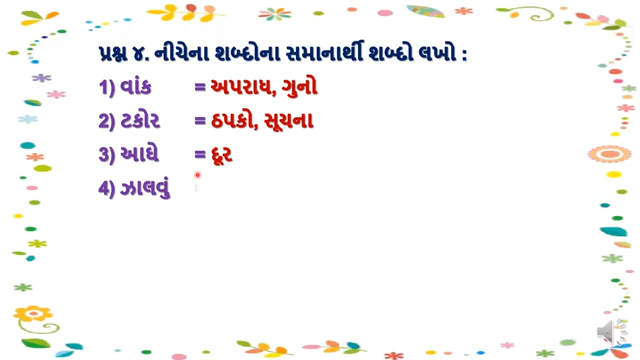 પ્રશ્ન ૪. નીચેના શબ્દોના સમાનાર્થી શબ્દો લખો :
1) વાંક = અપરાધ, ગુનો
2) ટકોર = ઠપકો, સૂચના
3) આઘે = દૂર
4) ઝાલવું